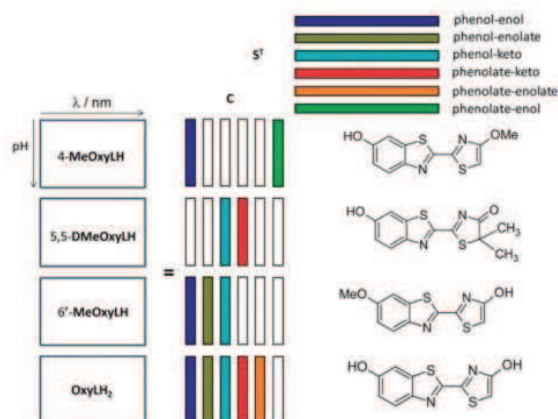 phenol-enol
phenol-enolate
Sᵀ
phenol-keto
phenolate-keto
phenolate-enolate
C
phenolate-enol
λ / nm
pH
4-MeOxyLH
HO
S
N
N
S
OMe
5,5-DMeOxyLH
HO
S
N
N
S
O
CH₃
CH₃
=
6'-MeOxyLH
MeO
S
N
N
S
OH
OxyLH₂
HO
S
N
N
S
OH